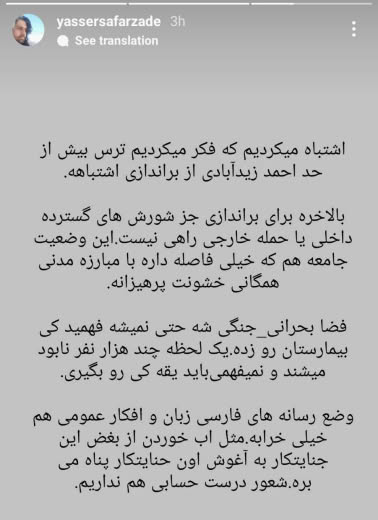 yassersafarzade 3h
See translation
اشتباه میکردیم که فکر میکردیم ترس بیش از
حد احمد زیدآبادی از براندازی اشتباهه.
بالاخره برای براندازی جز شورش های گسترده
داخلی یا حمله خارجی راهی نیست.این وضعیت
جامعه هم که خیلی فاصله داره با مبارزه مدنی
همگانی خشونت پرهیزانه.
فضا بحرانی_جنگی شه حتی نمیشه فهمید کی
بیمارستان رو زده.یک لحظه چند هزار نفر نابود
میشند و نمیفهمی‌باید یقه کی رو بگیری.
وضع رسانه های فارسی زبان و افکار عمومی هم
خیلی خرابه.مثل اب خوردن از بغض این
جنایتکار به آغوش اون حنایتکار پناه می
بره.شعور درست حسابی هم نداریم.